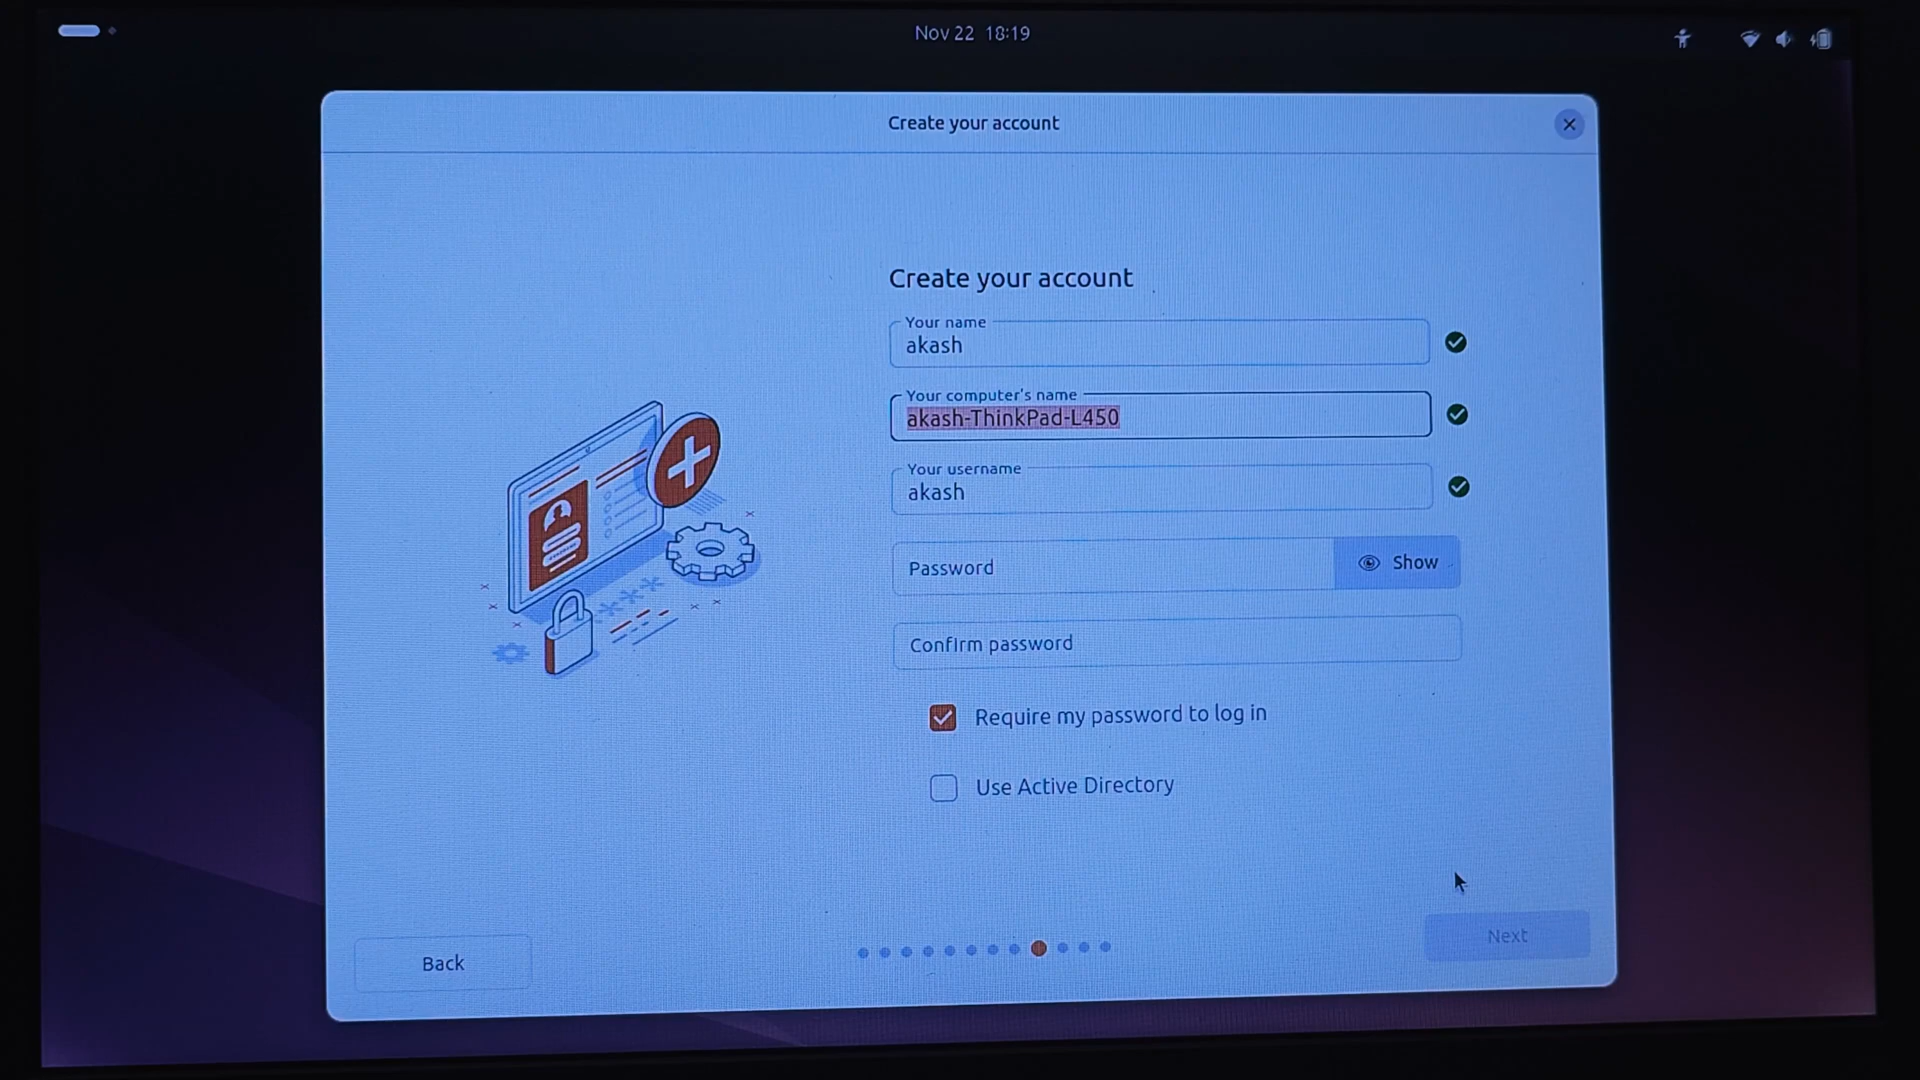 Nov 22 18:19
Create your account
Create your account
Your name
akash
Your computer's name
akash-ThinkPad-L450
Your username
akash
Password
Show
Confirm password
Require my password to log in
Use Active Directory
Back
Next